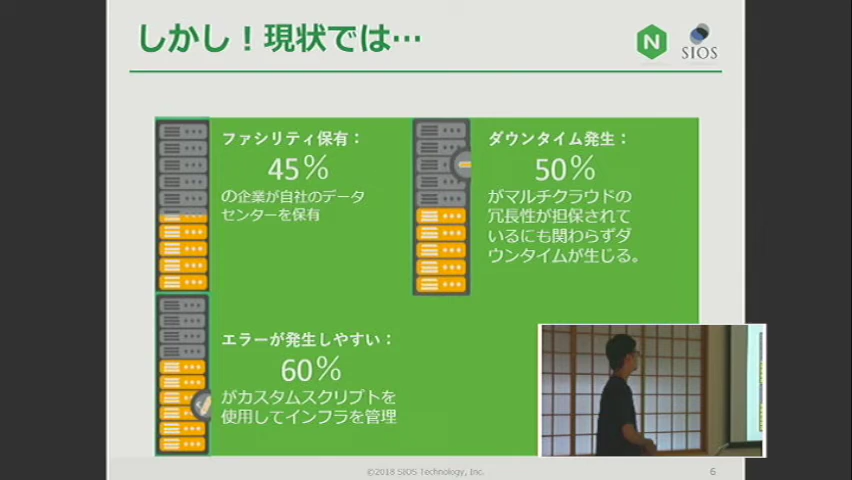 しかし！現状では…
N
SIOS
ファシリティ保有：
45%
の企業が自社のデータ
センターを保有
ダウンタイム発生：
50%
がマルチクラウドの
冗長性が担保されて
いるにも関わらずダ
ウンタイムが生じる。
エラーが発生しやすい：
60%
がカスタムスクリプトを
使用してインフラを管理
©2018 SIOS Technology, Inc.
6